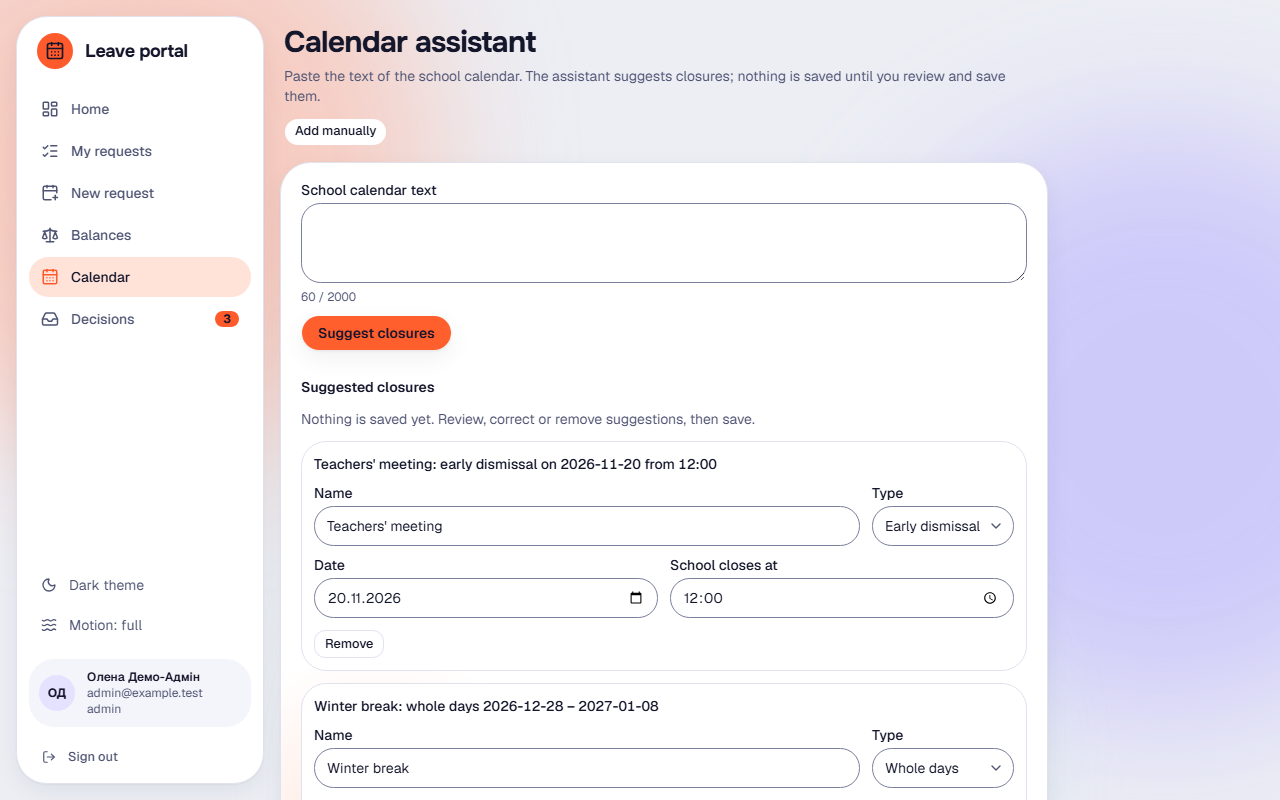 Leave portal
Home
My requests
New request
Balances
Calendar
Decisions 3
Dark theme
Motion: full
ОД
Олена Демо-Адмін
admin@example.test
admin
Sign out
Calendar assistant
Paste the text of the school calendar. The assistant suggests closures; nothing is saved until you review and save
them.
Add manually
School calendar text
60 / 2000
Suggest closures
Suggested closures
Nothing is saved yet. Review, correct or remove suggestions, then save.
Teachers' meeting: early dismissal on 2026-11-20 from 12:00
Name Type
Teachers' meeting Early dismissal
Date School closes at
20.11.2026 12:00
Remove
Winter break: whole days 2026-12-28 – 2027-01-08
Name Type
Winter break Whole days